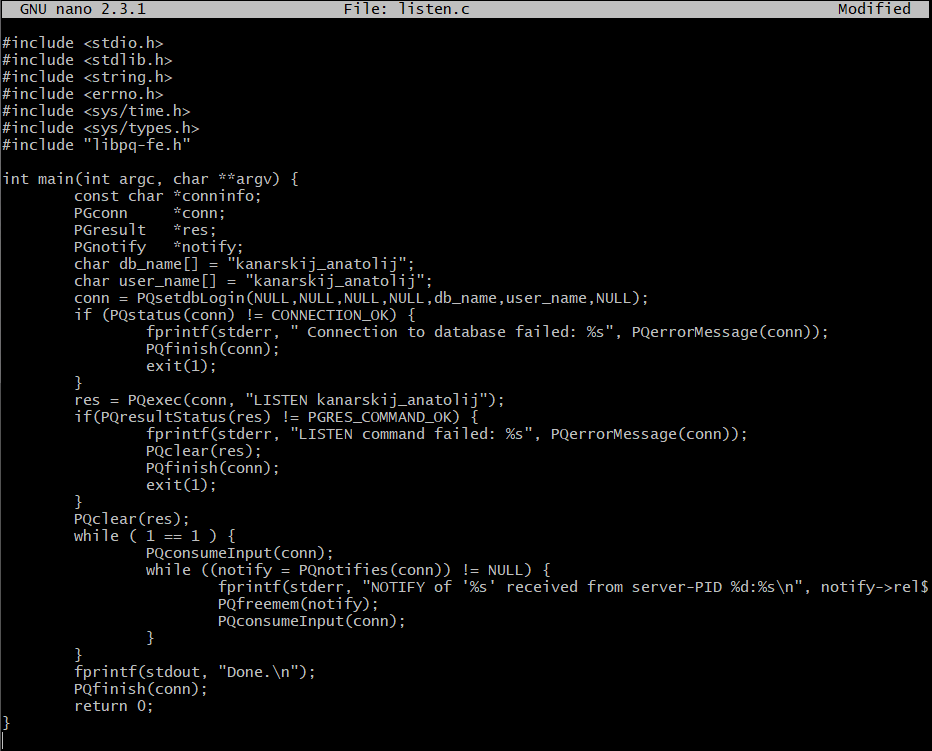 GNU nano 2.3.1                      File: listen.c                                         Modified

#include <stdio.h>
#include <stdlib.h>
#include <string.h>
#include <errno.h>
#include <sys/time.h>
#include <sys/types.h>
#include "libpq-fe.h"

int main(int argc, char **argv) {
        const char *conninfo;
        PGconn     *conn;
        PGresult   *res;
        PGnotify   *notify;
        char db_name[] = "kanarskij_anatolij";
        char user_name[] = "kanarskij_anatolij";
        conn = PQsetdbLogin(NULL,NULL,NULL,NULL,db_name,user_name,NULL);
        if (PQstatus(conn) != CONNECTION_OK) {
                fprintf(stderr, " Connection to database failed: %s", PQerrorMessage(conn));
                PQfinish(conn);
                exit(1);
        }
        res = PQexec(conn, "LISTEN kanarskij_anatolij");
        if(PQresultStatus(res) != PGRES_COMMAND_OK) {
                fprintf(stderr, "LISTEN command failed: %s", PQerrorMessage(conn));
                PQclear(res);
                PQfinish(conn);
                exit(1);
        }
        PQclear(res);
        while ( 1 == 1 ) {
                PQconsumeInput(conn);
                while ((notify = PQnotifies(conn)) != NULL) {
                        fprintf(stderr, "NOTIFY of '%s' received from server-PID %d:%s\n", notify->rel$
                        PQfreemem(notify);
                        PQconsumeInput(conn);
                }
        }
        fprintf(stdout, "Done.\n");
        PQfinish(conn);
        return 0;
}